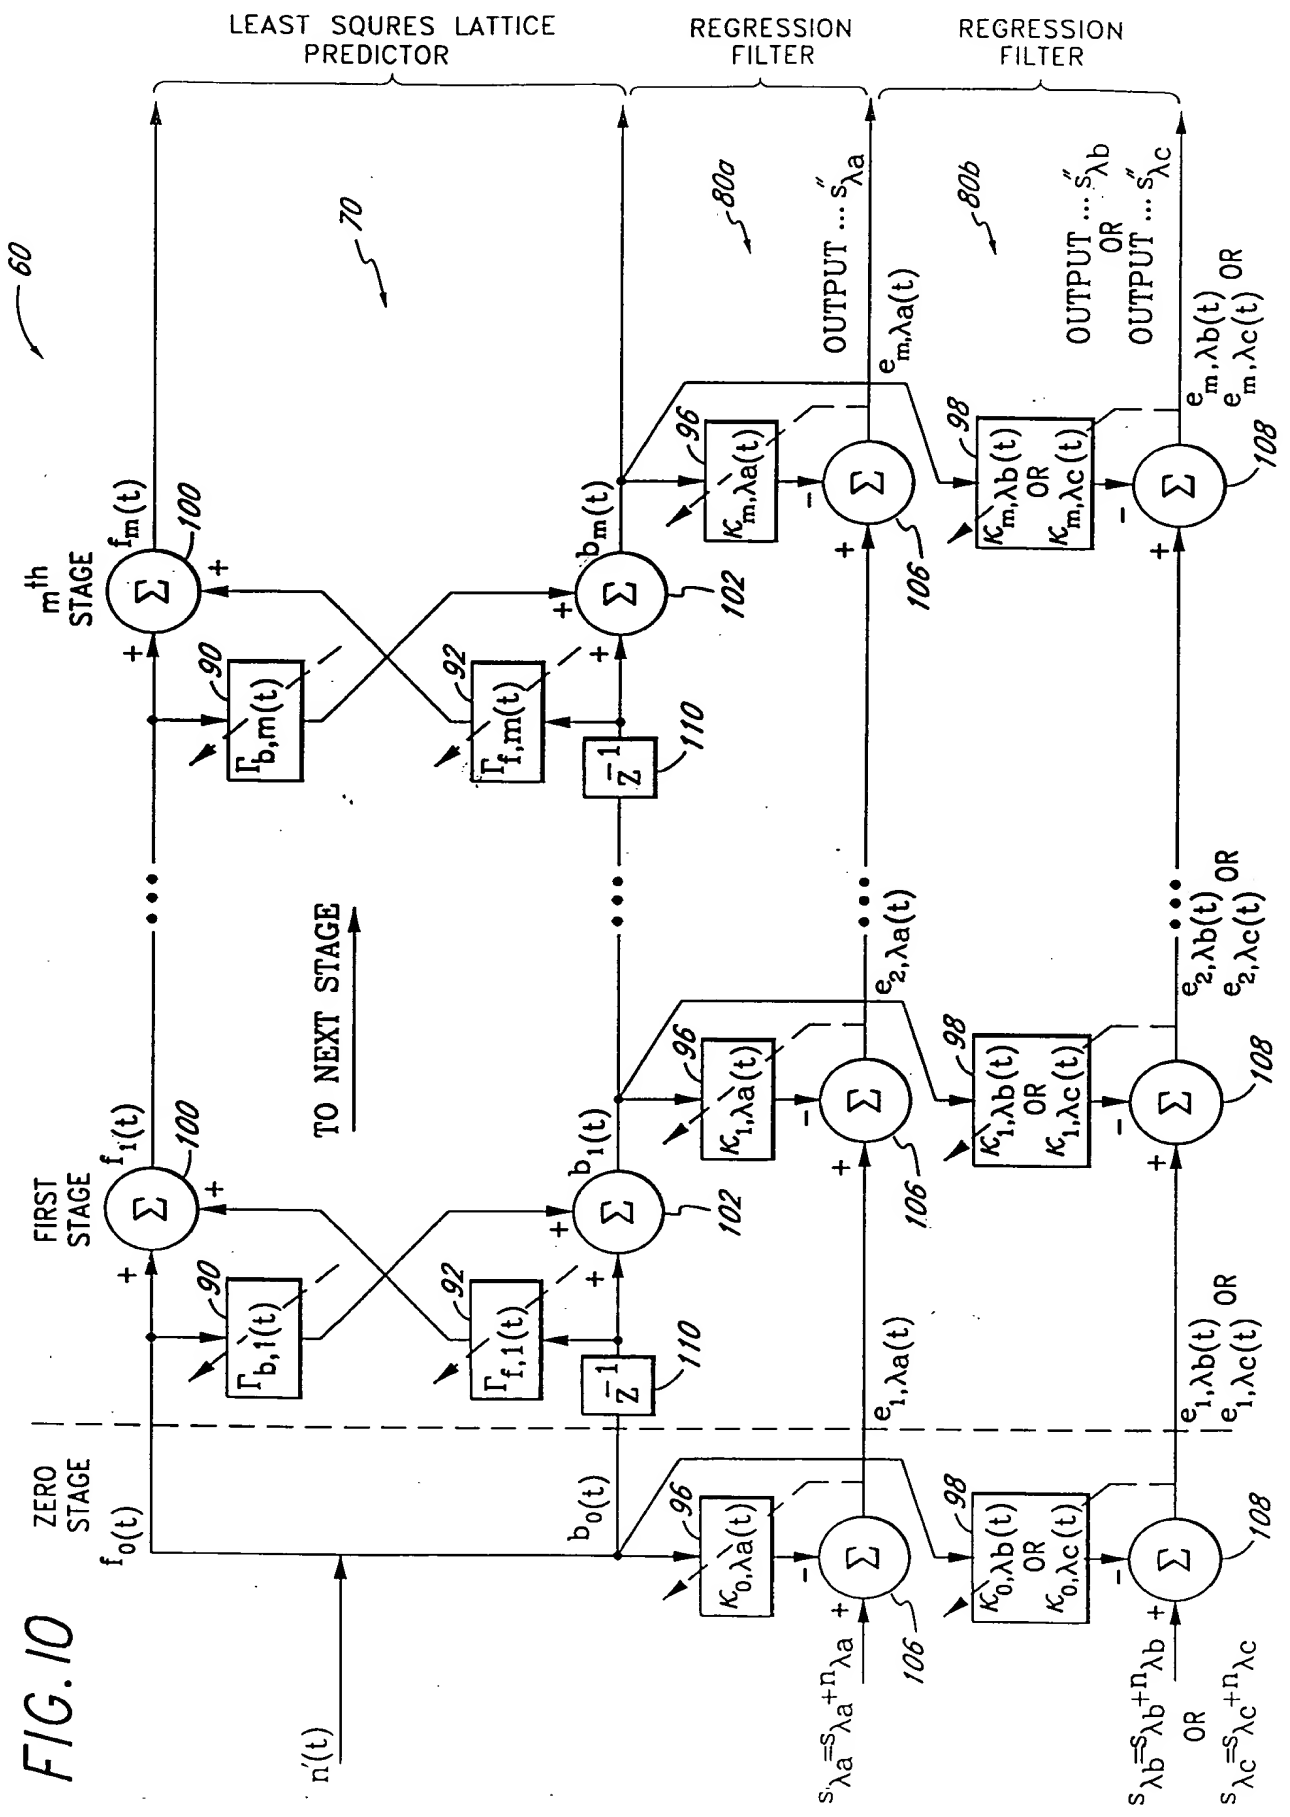 FIG. 10
60
LEAST SQURES LATTICE
PREDICTOR
REGRESSION
FILTER
REGRESSION
FILTER
ZERO
STAGE
FIRST
STAGE
mth
STAGE
n'(t)
f0(t)
f1(t)
fm(t)
100
100
90
Γb,1(t)
90
Γb,m(t)
70
TO NEXT STAGE
92
Γf,1(t)
92
Γf,m(t)
b0(t)
b1(t)
bm(t)
Z-1
110
Z-1
110
102
102
96
κ0,λa(t)
96
κ1,λa(t)
96
κm,λa(t)
80a
s'λa=sλa+nλa
106
106
106
e1,λa(t)
e2,λa(t)
em,λa(t)
OUTPUT ... s"λa
98
κ0,λb(t)
OR
κ0,λc(t)
98
κ1,λb(t)
OR
κ1,λc(t)
98
κm,λb(t)
OR
κm,λc(t)
80b
OUTPUT ... s"λb
OR
OUTPUT ... s"λc
sλb=sλb+nλb
OR
sλc=sλc+nλc
108
108
108
e1,λb(t) OR
e1,λc(t)
e2,λb(t) OR
e2,λc(t)
em,λb(t) OR
em,λc(t)